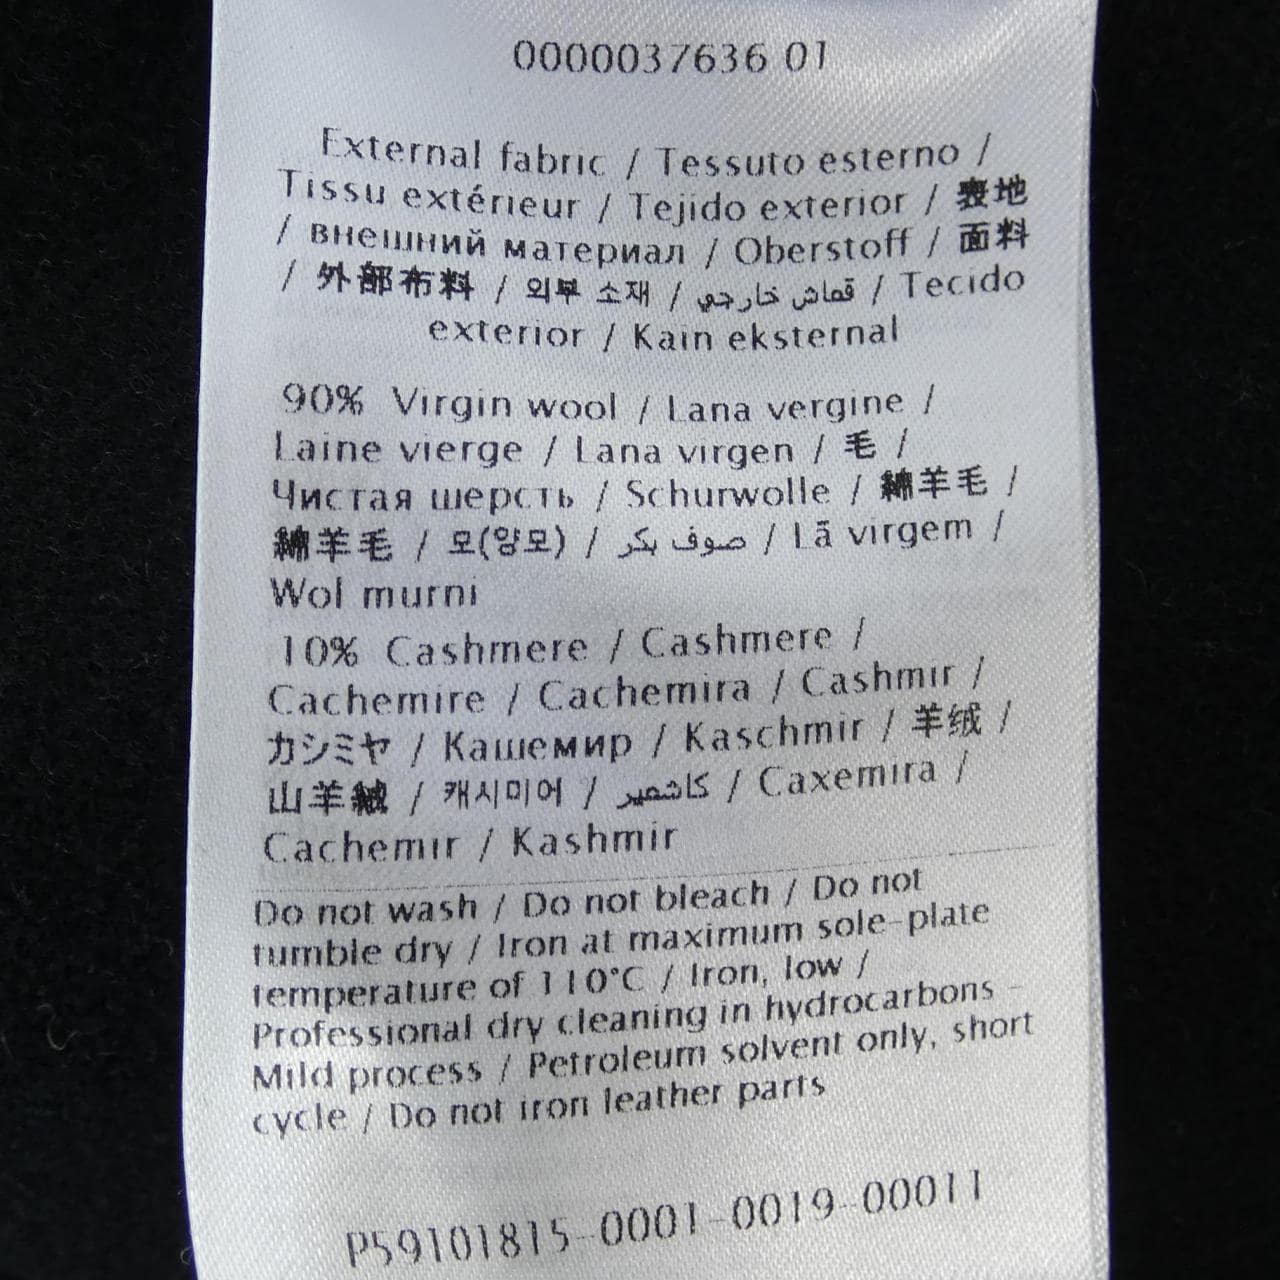 0000037636 01
External fabric / Tessuto esterno /
Tissu extérieur / Tejido exterior / 表地
/ внешний материал / Oberstoff / 面料
/ 外部布料 / 외부 소재 / قماش خارجي / Tecido
exterior / Kain eksternal
90% Virgin wool / Lana vergine /
Laine vierge / Lana virgen / 毛 /
Чистая шерсть / Schurwolle / 綿羊毛 /
綿羊毛 / 모(양모) / صوف بكر / Lã virgem /
Wol murni
10% Cashmere / Cashmere /
Cachemire / Cachemira / Cashmir /
カシミヤ / Кашемир / Kaschmir / 羊绒 /
山羊絨 / 캐시미어 / كاشمير / Caxemira /
Cachemir / Kashmir
Do not wash / Do not bleach / Do not
tumble dry / Iron at maximum sole-plate
temperature of 110°C / Iron, low /
Professional dry cleaning in hydrocarbons -
Mild process / Petroleum solvent only, short
cycle / Do not iron leather parts
P59101815-0001-0019-00011